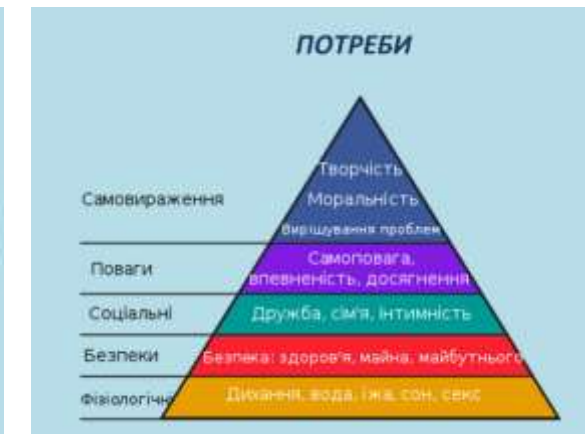 ПОТРЕБИ
Творчість
Самовираження
Моральність
Вирішування проблем
Поваги
Самоповага,
впевненість, досягнення
Соціальні
Дружба, сім'я, інтимність
Безпеки
Безпека: здоров'я, майна, майбутнього
Фізіологічн
Дихання, вода, їжа, сон, секс